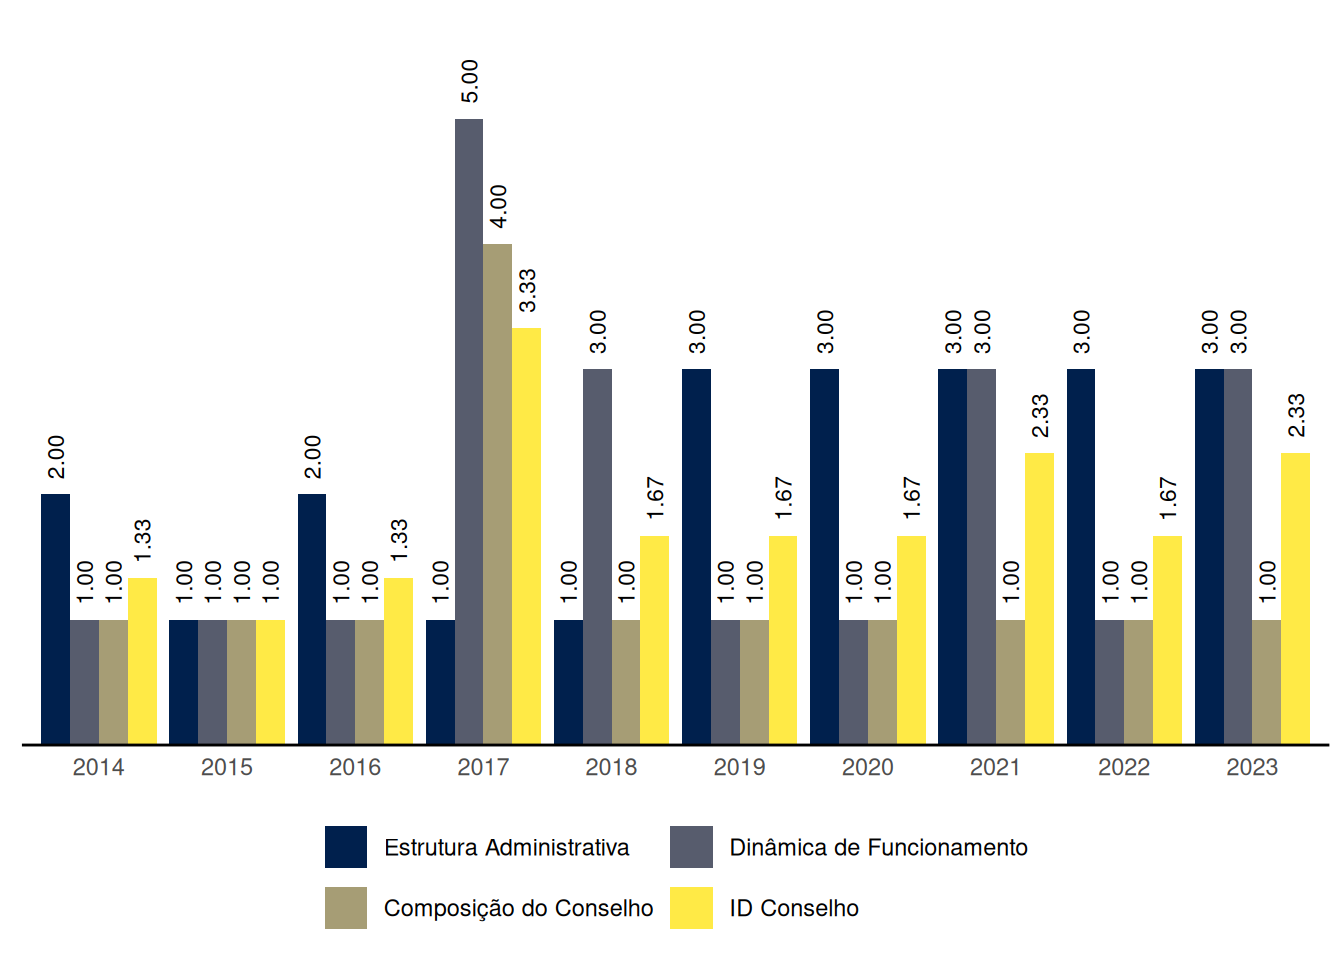 5.00
4.00
3.33
3.00 3.00 3.00 3.00 3.00 3.00 3.00 3.00
2.33 2.33
2.00 2.00
1.67 1.67 1.67 1.67
1.33 1.33
1.00 1.00 1.00 1.00 1.00 1.00 1.00 1.00 1.00 1.00 1.00 1.00 1.00 1.00 1.00 1.00 1.00 1.00 1.00
2014 2015 2016 2017 2018 2019 2020 2021 2022 2023
Estrutura Administrativa Dinâmica de Funcionamento
Composição do Conselho ID Conselho